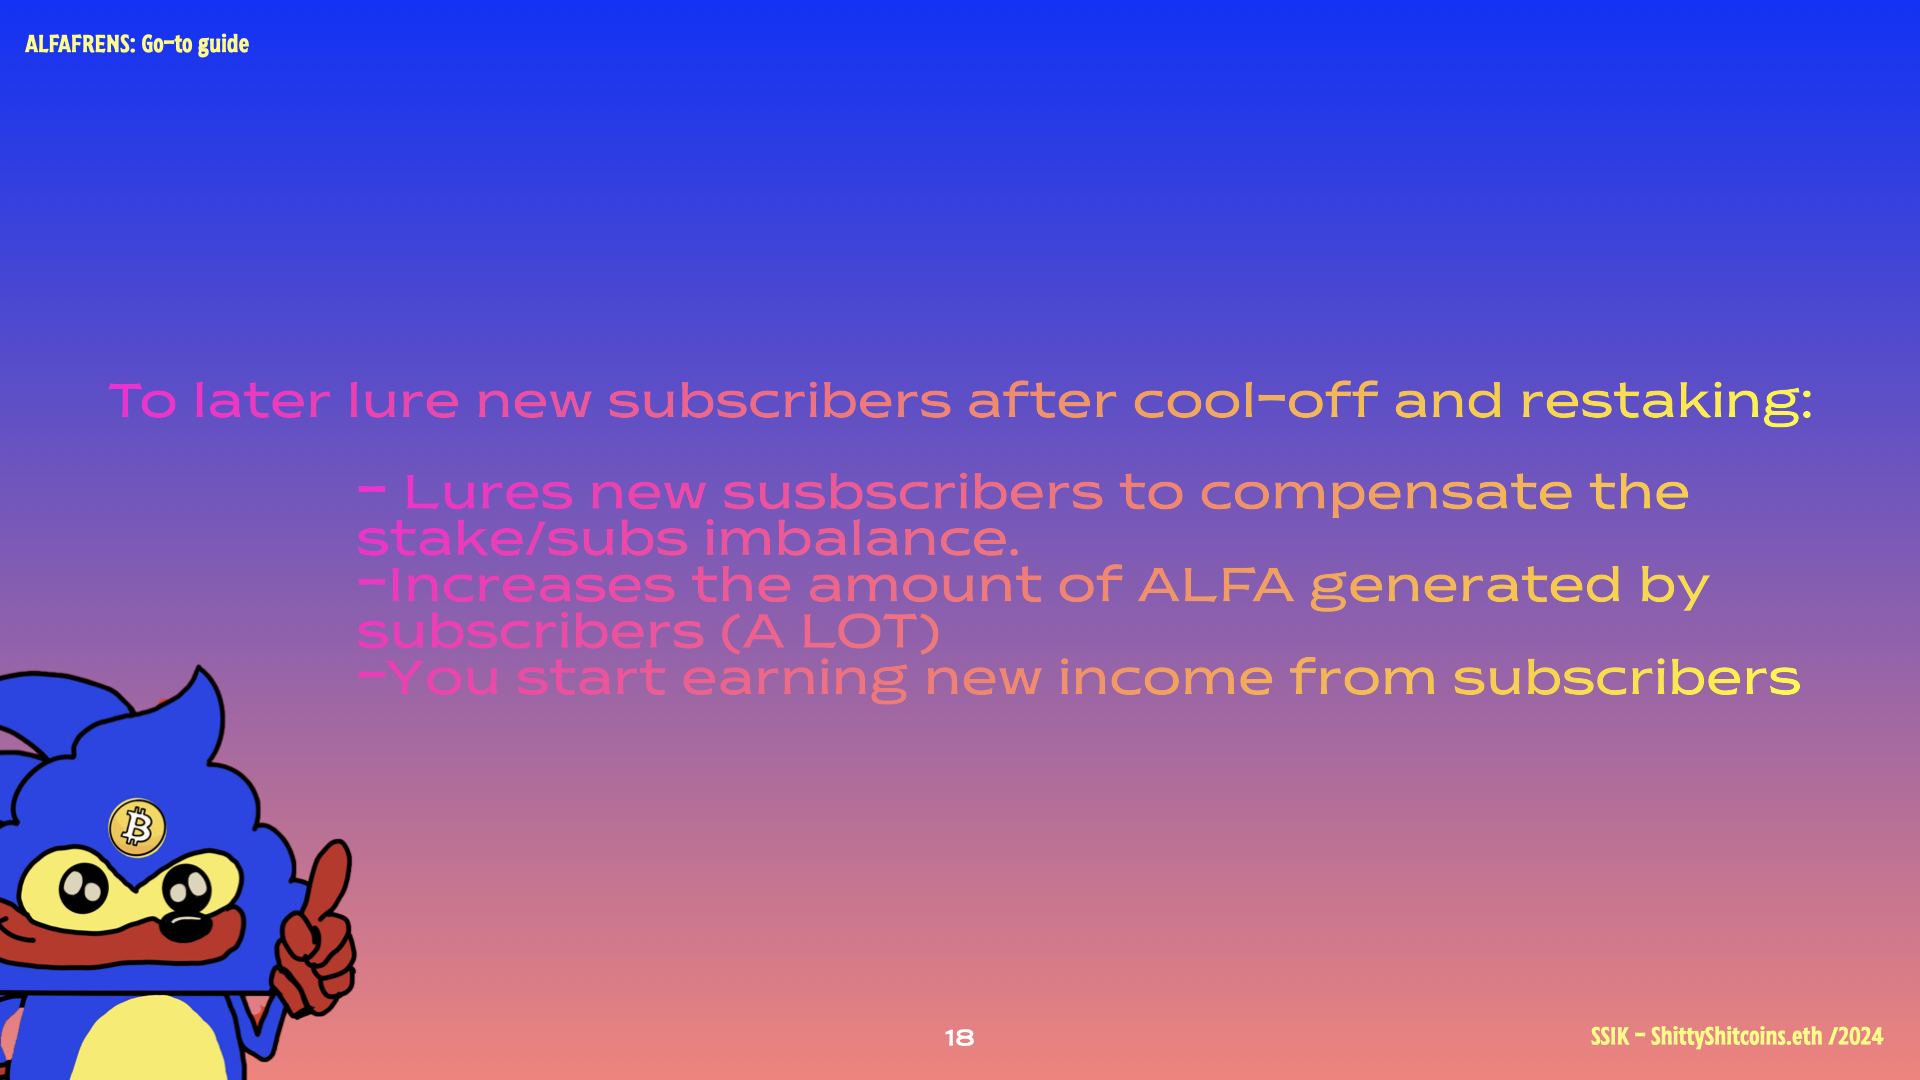 ALFAFRENS: Go-to guide
To later lure new subscribers after cool-off and restaking:
- Lures new susbscribers to compensate the
stake/subs imbalance.
-Increases the amount of ALFA generated by
subscribers (A LOT)
-You start earning new income from subscribers
18
SSIK - ShittyShitcoins.eth /2024